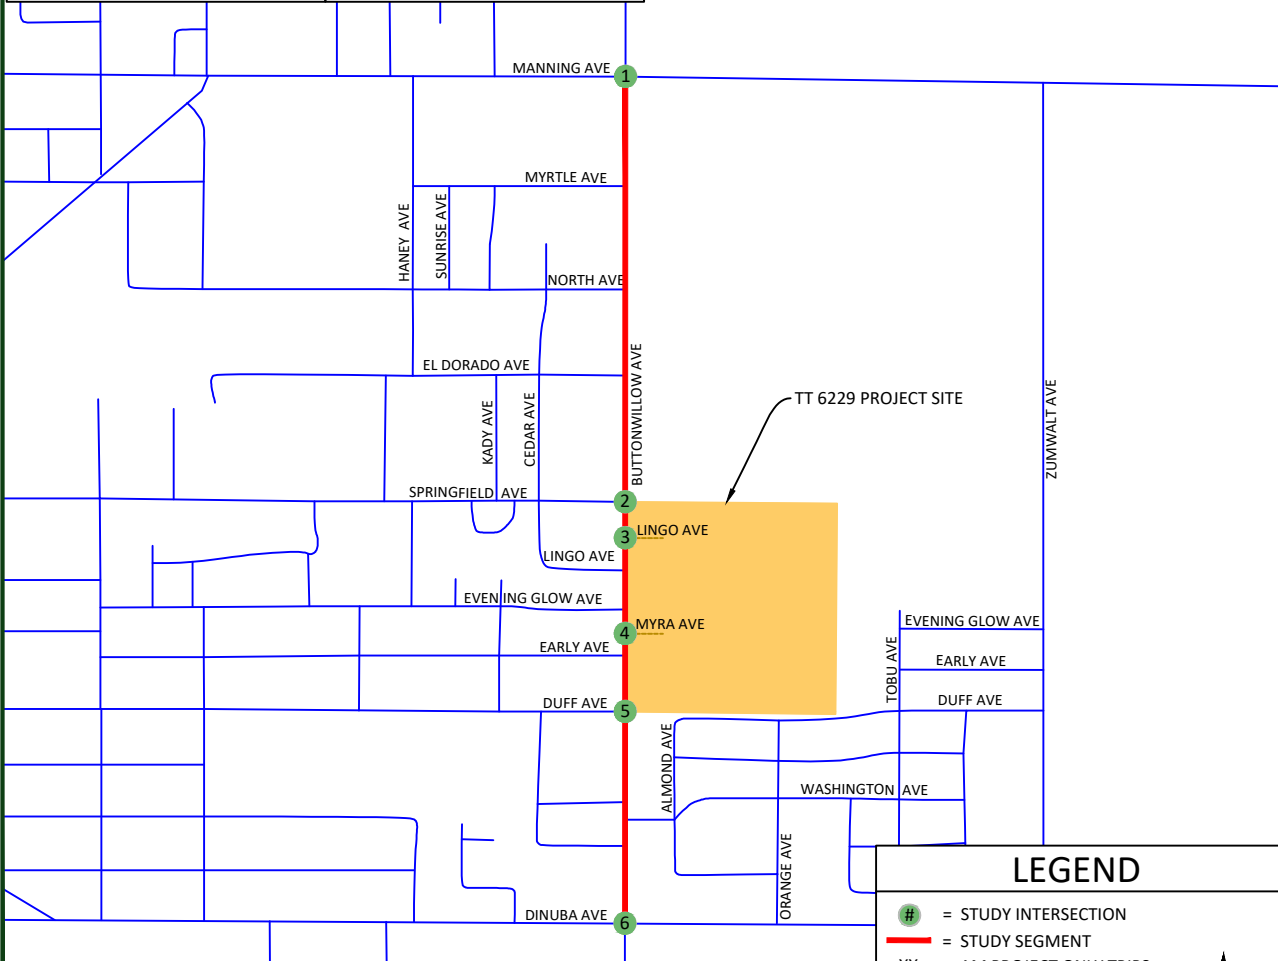 MANNING AVE
1
MYRTLE AVE
HANEY AVE
SUNRISE AVE
NORTH AVE
EL DORADO AVE
BUTTONWILLOW AVE
KADY AVE
CEDAR AVE
TT 6229 PROJECT SITE
ZUMWALT AVE
SPRINGFIELD AVE
2
3
LINGO AVE
LINGO AVE
EVENING GLOW AVE
4
MYRA AVE
EVENING GLOW AVE
EARLY AVE
TOBU AVE
EARLY AVE
DUFF AVE
5
DUFF AVE
ALMOND AVE
WASHINGTON AVE
ORANGE AVE
DINUBA AVE
6
LEGEND
# = STUDY INTERSECTION
= STUDY SEGMENT